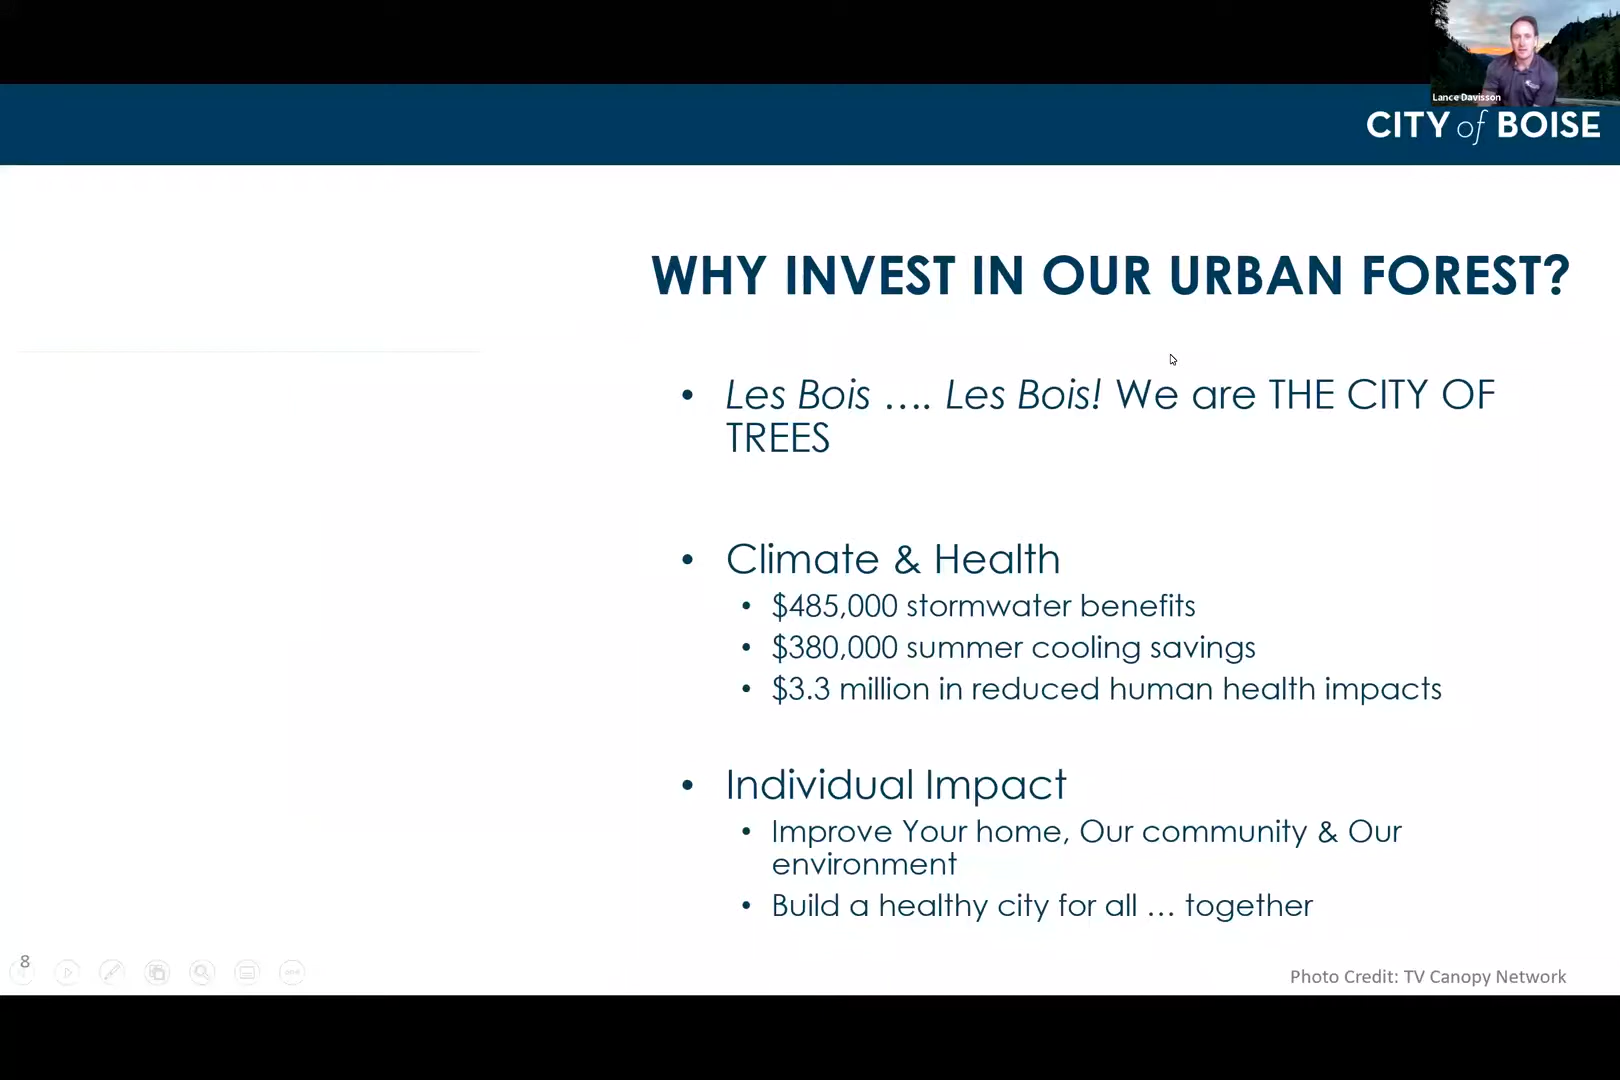 Lance Davisson
CITY of BOISE
WHY INVEST IN OUR URBAN FOREST?
• Les Bois …. Les Bois! We are THE CITY OF
TREES
• Climate & Health
• $485,000 stormwater benefits
• $380,000 summer cooling savings
• $3.3 million in reduced human health impacts
• Individual Impact
• Improve Your home, Our community & Our
environment
• Build a healthy city for all … together
8
Photo Credit: TV Canopy Network